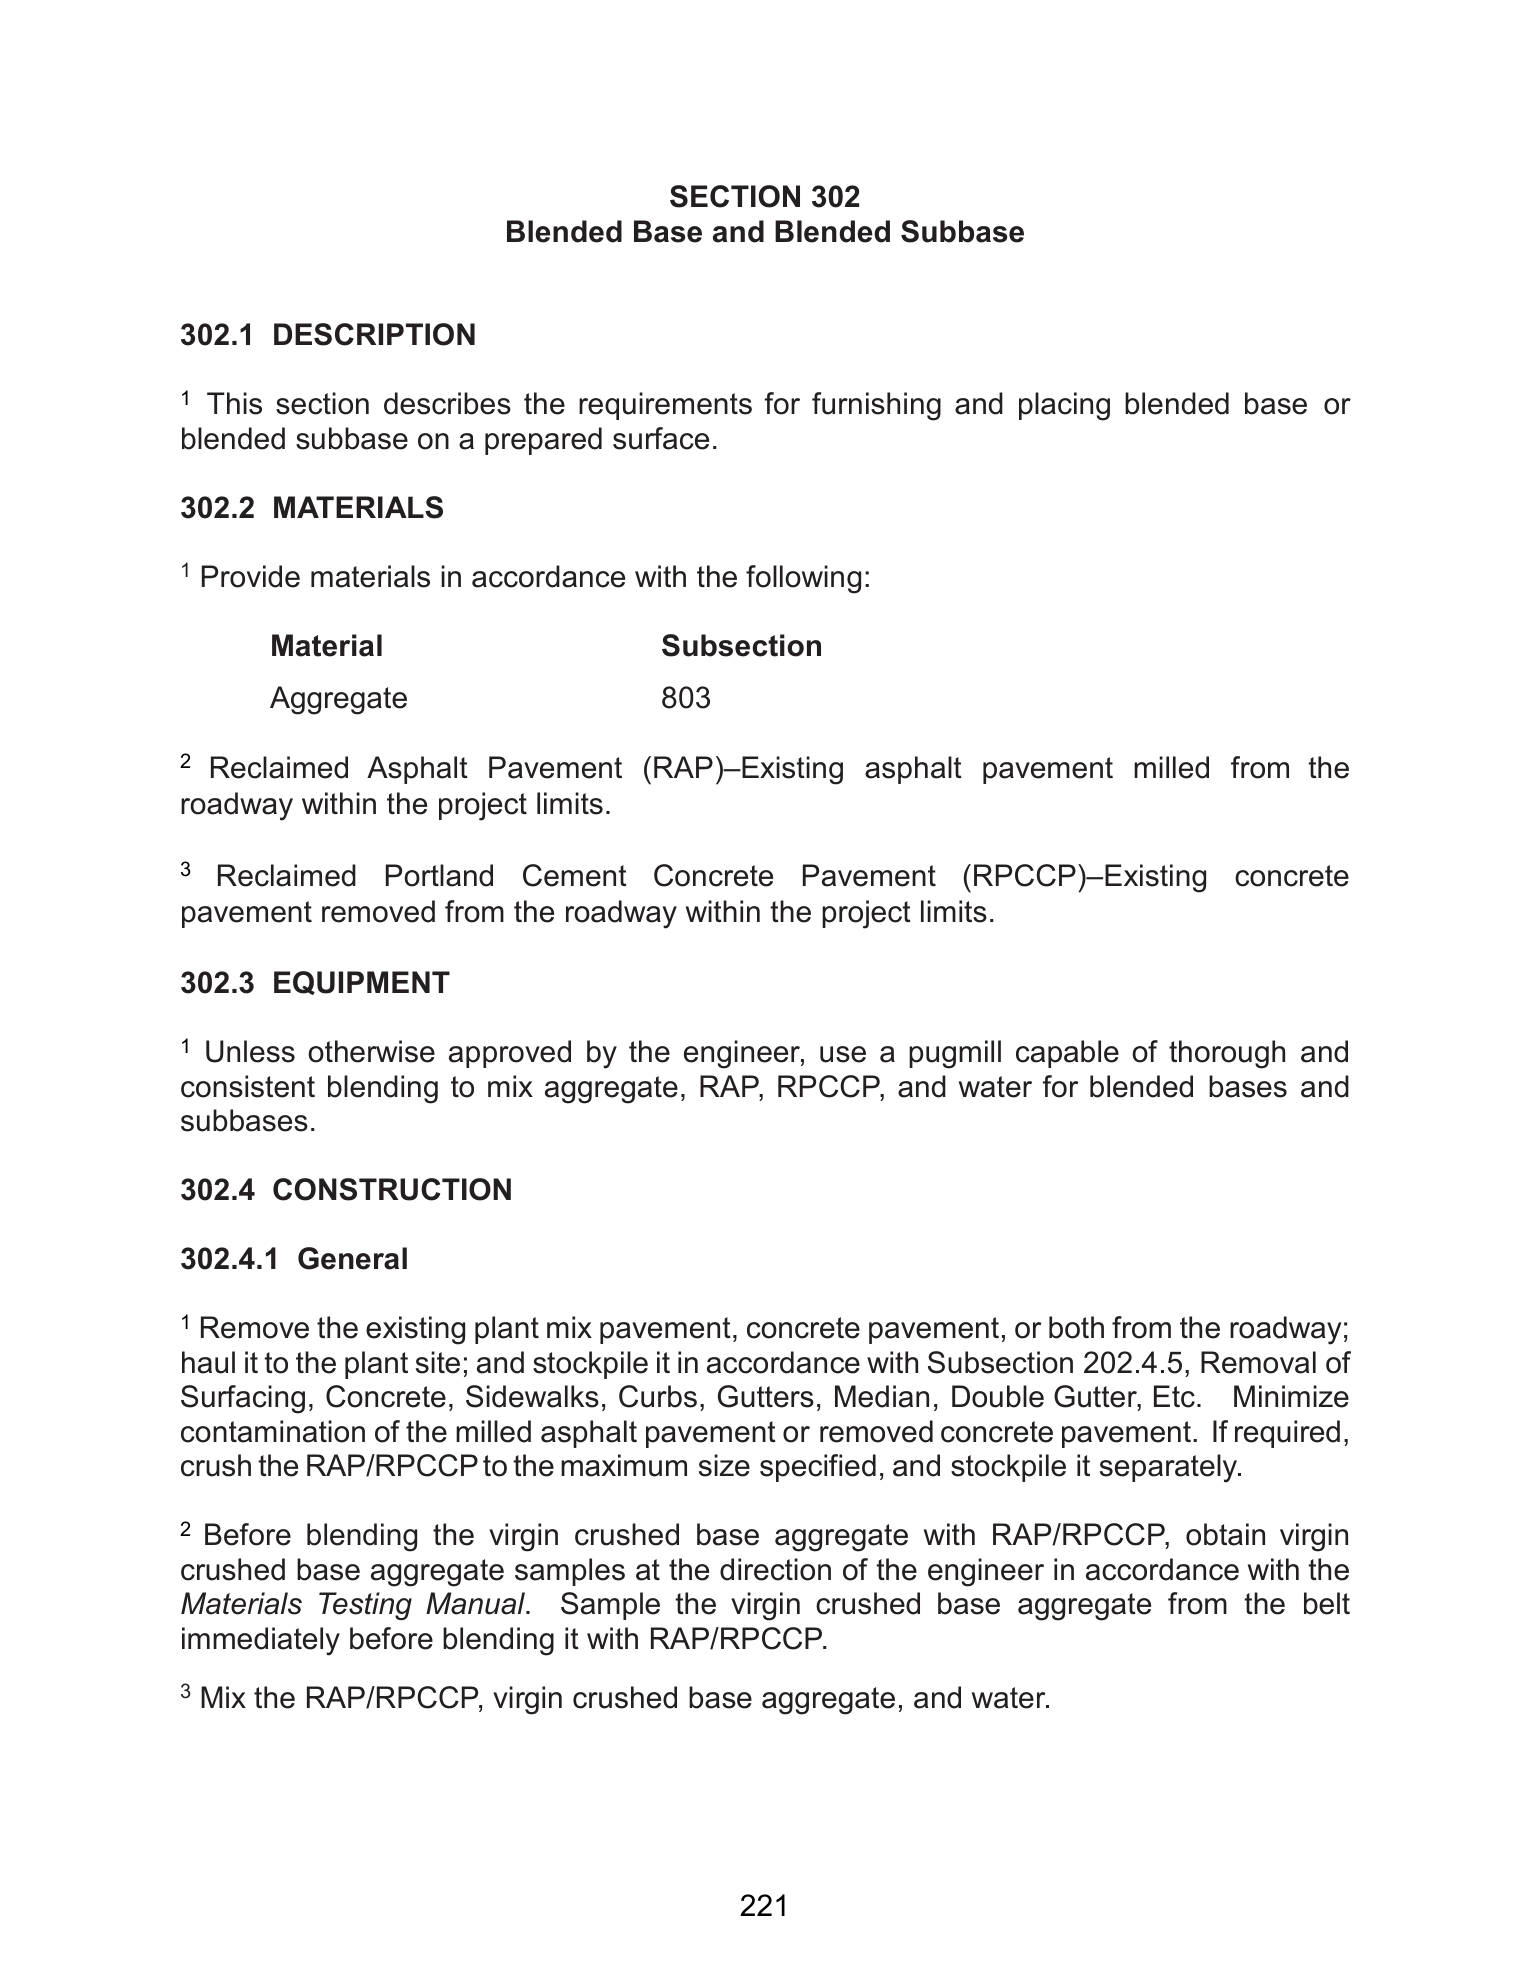 SECTION 302
Blended Base and Blended Subbase
302.1 DESCRIPTION
1 This section describes the requirements for furnishing and placing blended base or
blended subbase on a prepared surface.
302.2 MATERIALS
1 Provide materials in accordance with the following:
Material Subsection
Aggregate 803
2 Reclaimed Asphalt Pavement (RAP)–Existing asphalt pavement milled from the
roadway within the project limits.
3 Reclaimed Portland Cement Concrete Pavement (RPCCP)–Existing concrete
pavement removed from the roadway within the project limits.
302.3 EQUIPMENT
1 Unless otherwise approved by the engineer, use a pugmill capable of thorough and
consistent blending to mix aggregate, RAP, RPCCP, and water for blended bases and
subbases.
302.4 CONSTRUCTION
302.4.1 General
1 Remove the existing plant mix pavement, concrete pavement, or both from the roadway;
haul it to the plant site; and stockpile it in accordance with Subsection 202.4.5, Removal of
Surfacing, Concrete, Sidewalks, Curbs, Gutters, Median, Double Gutter, Etc. Minimize
contamination of the milled asphalt pavement or removed concrete pavement. If required,
crush the RAP/RPCCP to the maximum size specified, and stockpile it separately.
2 Before blending the virgin crushed base aggregate with RAP/RPCCP, obtain virgin
crushed base aggregate samples at the direction of the engineer in accordance with the
Materials Testing Manual. Sample the virgin crushed base aggregate from the belt
immediately before blending it with RAP/RPCCP.
3 Mix the RAP/RPCCP, virgin crushed base aggregate, and water.
221